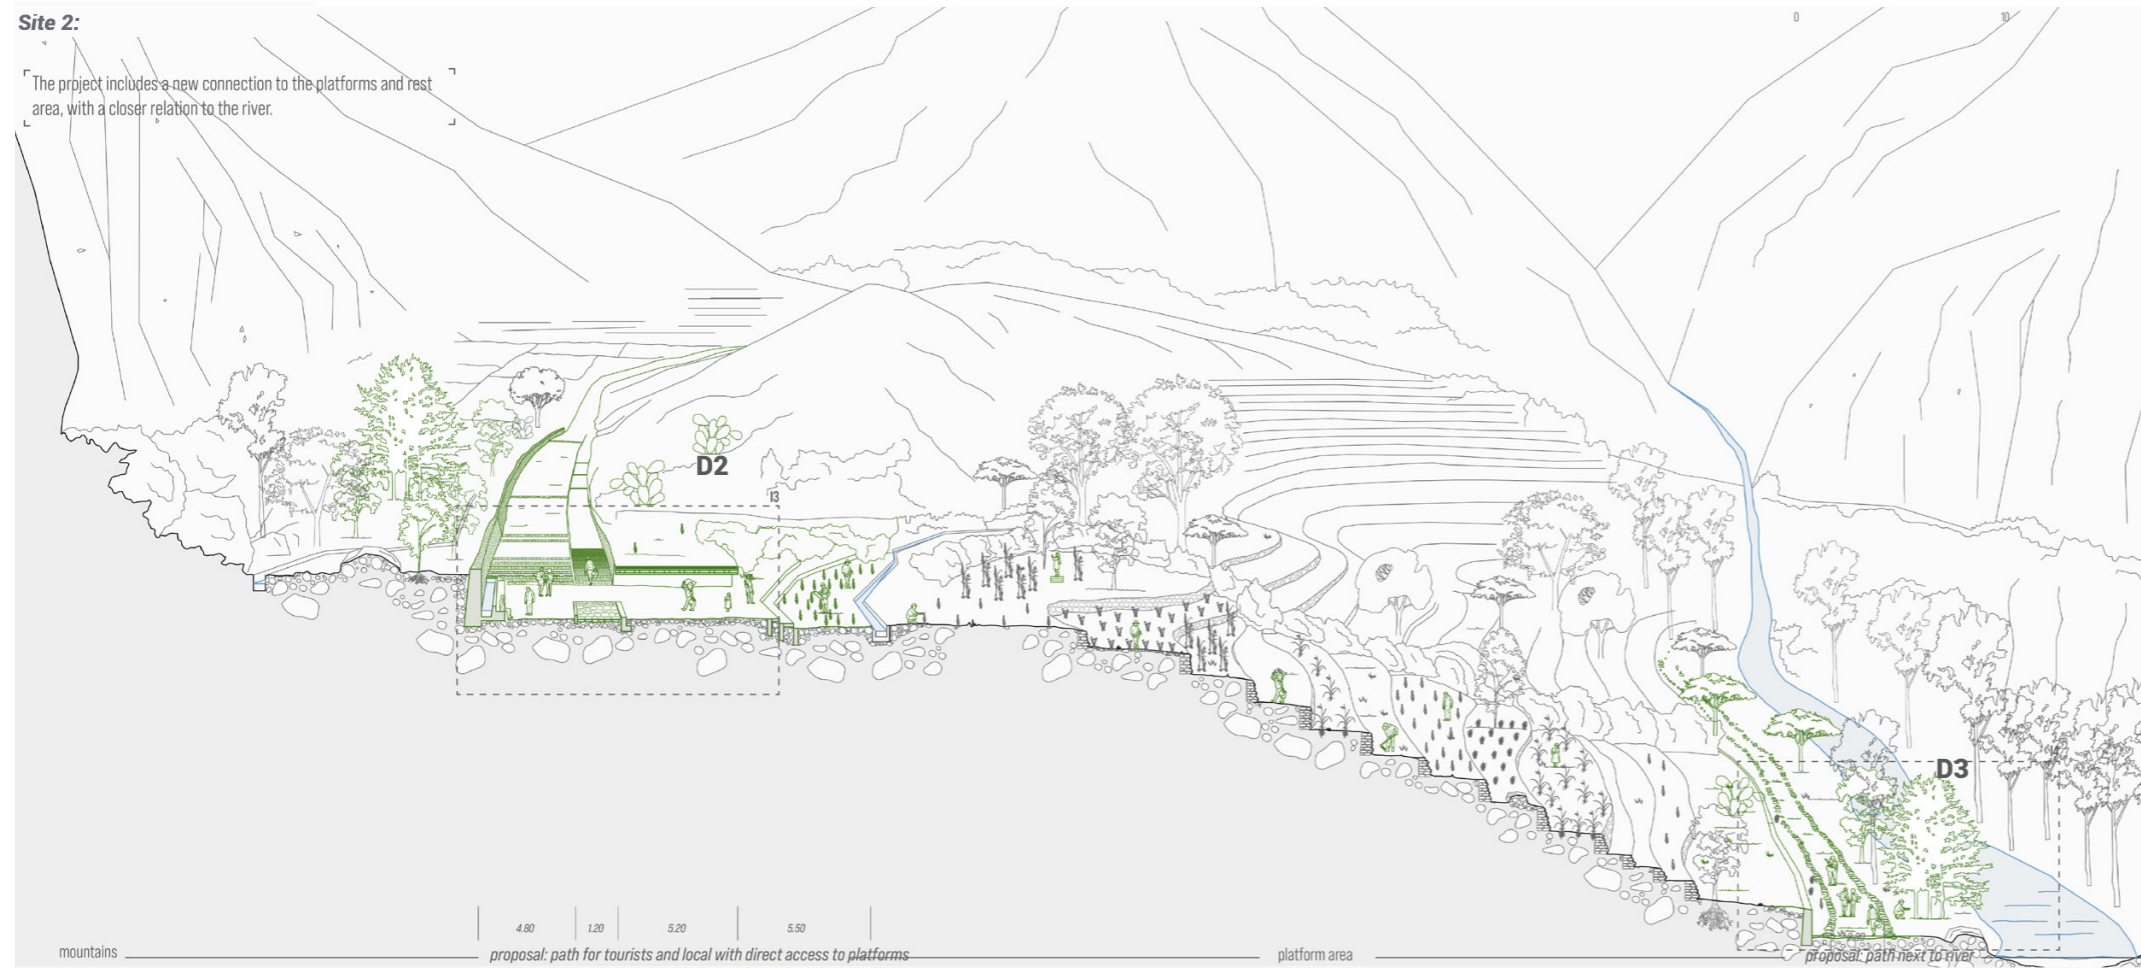 Site 2:
0 10
The project includes a new connection to the platforms and rest
area, with a closer relation to the river.
D2
I3
D3
4.80 1.20 5.20 5.50
mountains proposal: path for tourists and local with direct access to platforms platform area proposal: path next to river